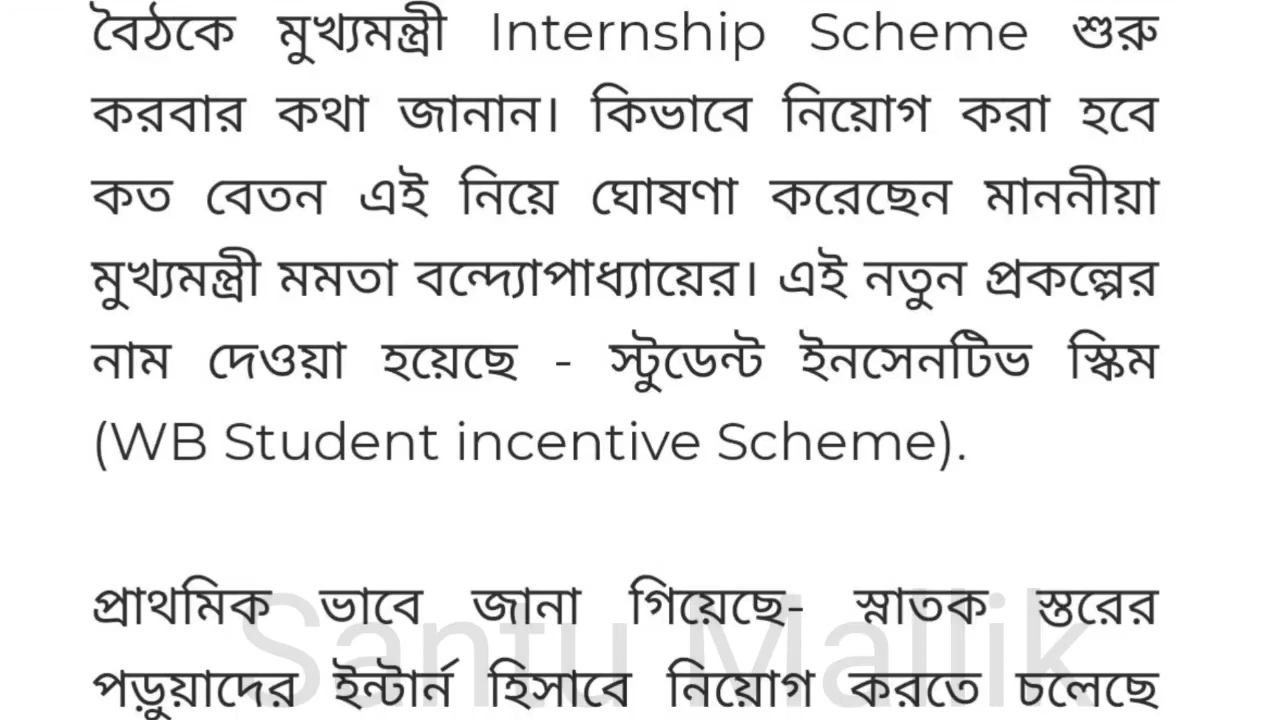 বৈঠকে মুখ্যমন্ত্রী Internship Scheme শুরু
করবার কথা জানান। কিভাবে নিয়োগ করা হবে
কত বেতন এই নিয়ে ঘোষণা করেছেন মাননীয়া
মুখ্যমন্ত্রী মমতা বন্দ্যোপাধ্যায়ের। এই নতুন প্রকল্পের
নাম দেওয়া হয়েছে - স্টুডেন্ট ইনসেনটিভ স্কিম
(WB Student incentive Scheme).
প্রাথমিক ভাবে জানা গিয়েছে- স্নাতক স্তরের
পড়ুয়াদের ইন্টার্ন হিসাবে নিয়োগ করতে চলেছে
Santu Mallik